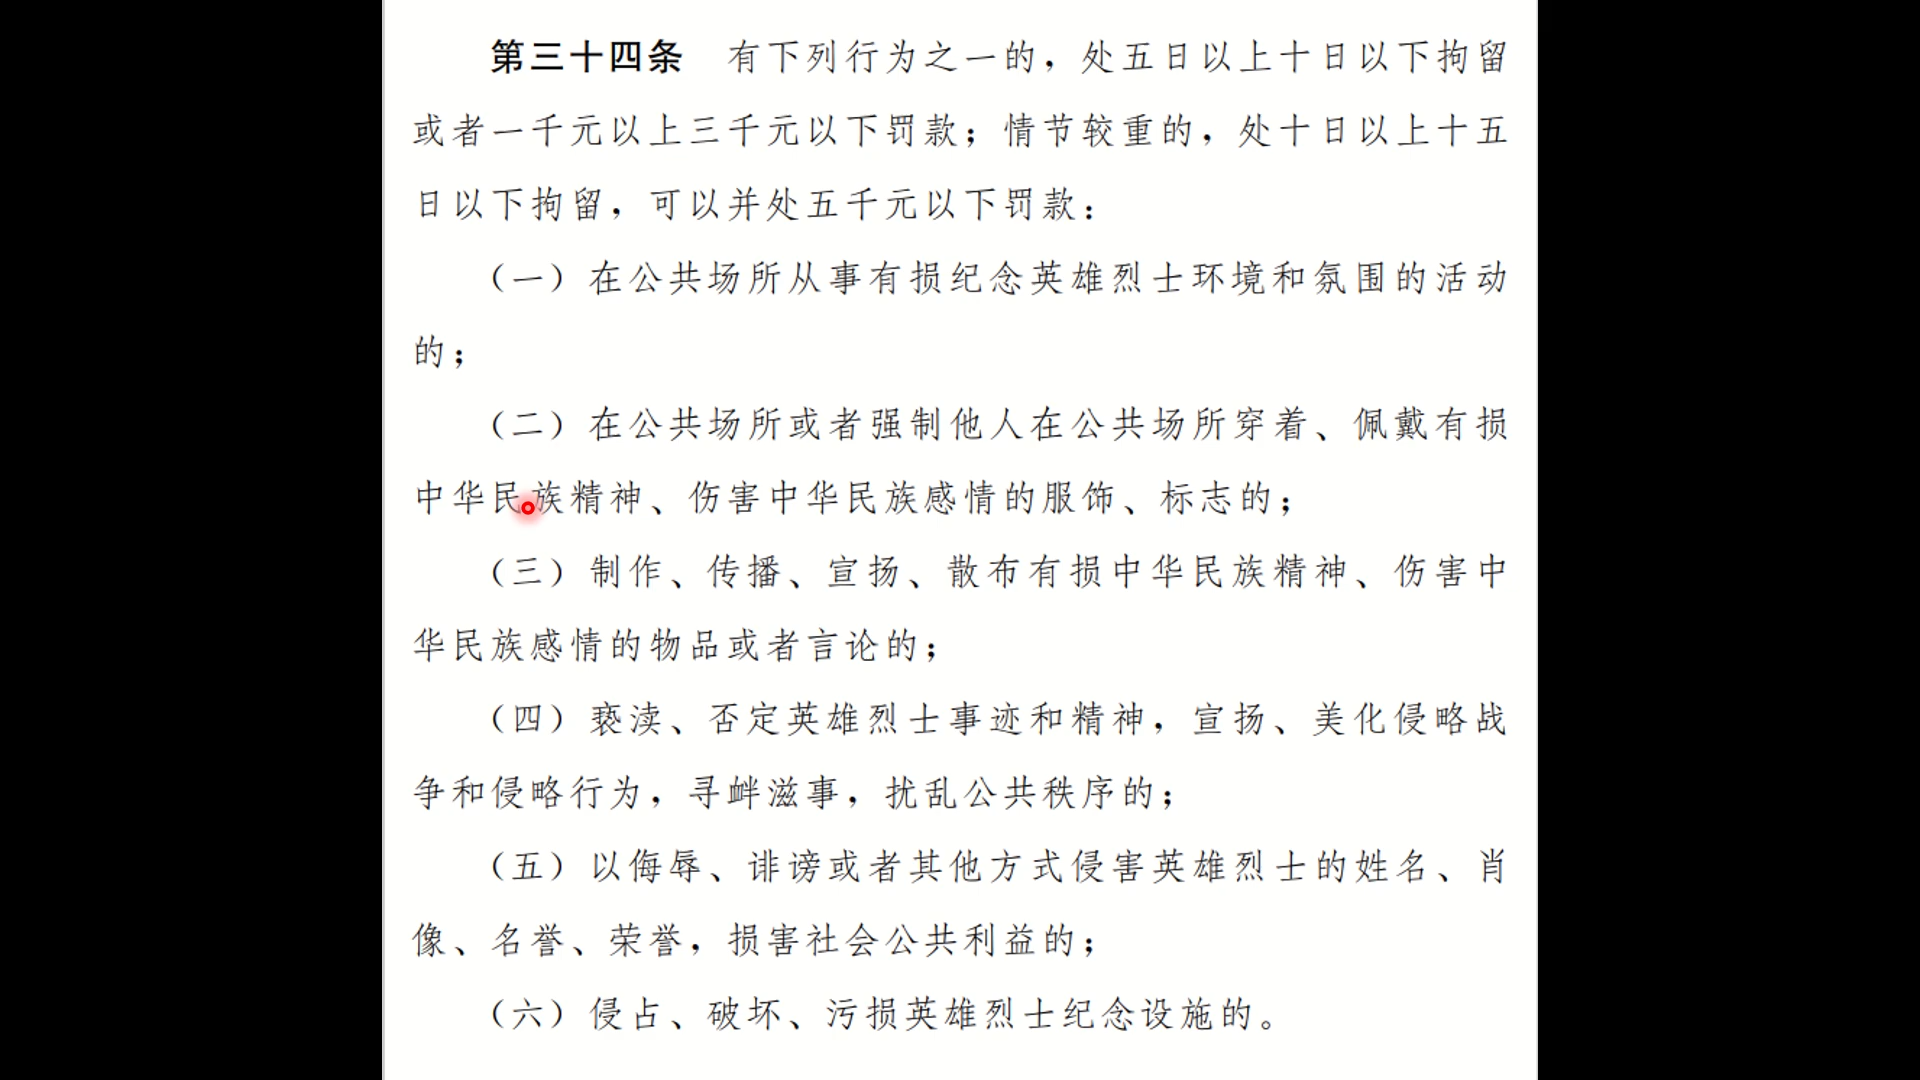 第三十四条 有下列行为之一的，处五日以上十日以下拘留
或者一千元以上三千元以下罚款；情节较重的，处十日以上十五
日以下拘留，可以并处五千元以下罚款：
（一）在公共场所从事有损纪念英雄烈士环境和氛围的活动
的；
（二）在公共场所或者强制他人在公共场所穿着、佩戴有损
中华民族精神、伤害中华民族感情的服饰、标志的；
（三）制作、传播、宣扬、散布有损中华民族精神、伤害中
华民族感情的物品或者言论的；
（四）亵渎、否定英雄烈士事迹和精神，宣扬、美化侵略战
争和侵略行为，寻衅滋事，扰乱公共秩序的；
（五）以侮辱、诽谤或者其他方式侵害英雄烈士的姓名、肖
像、名誉、荣誉，损害社会公共利益的；
（六）侵占、破坏、污损英雄烈士纪念设施的。